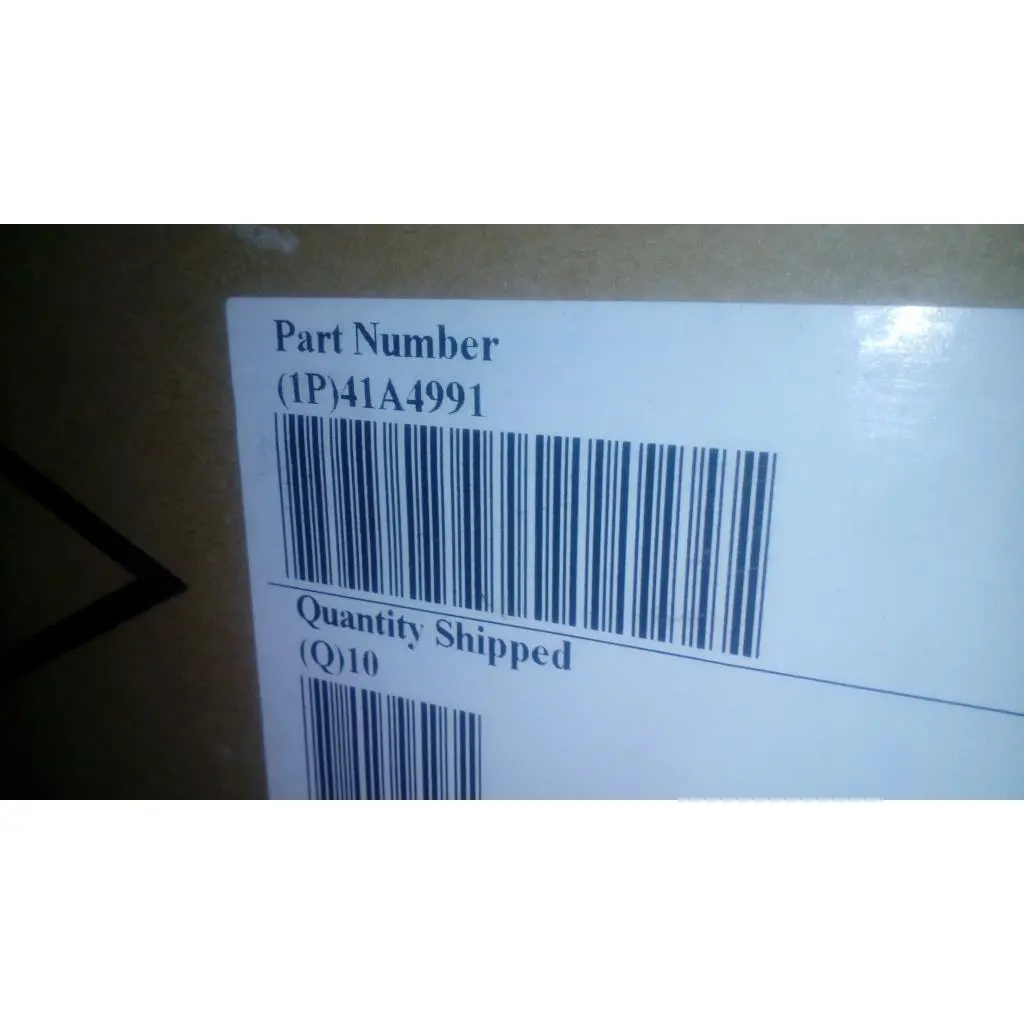 Part Number
(1P)41A4991
Quantity Shipped
(Q)10